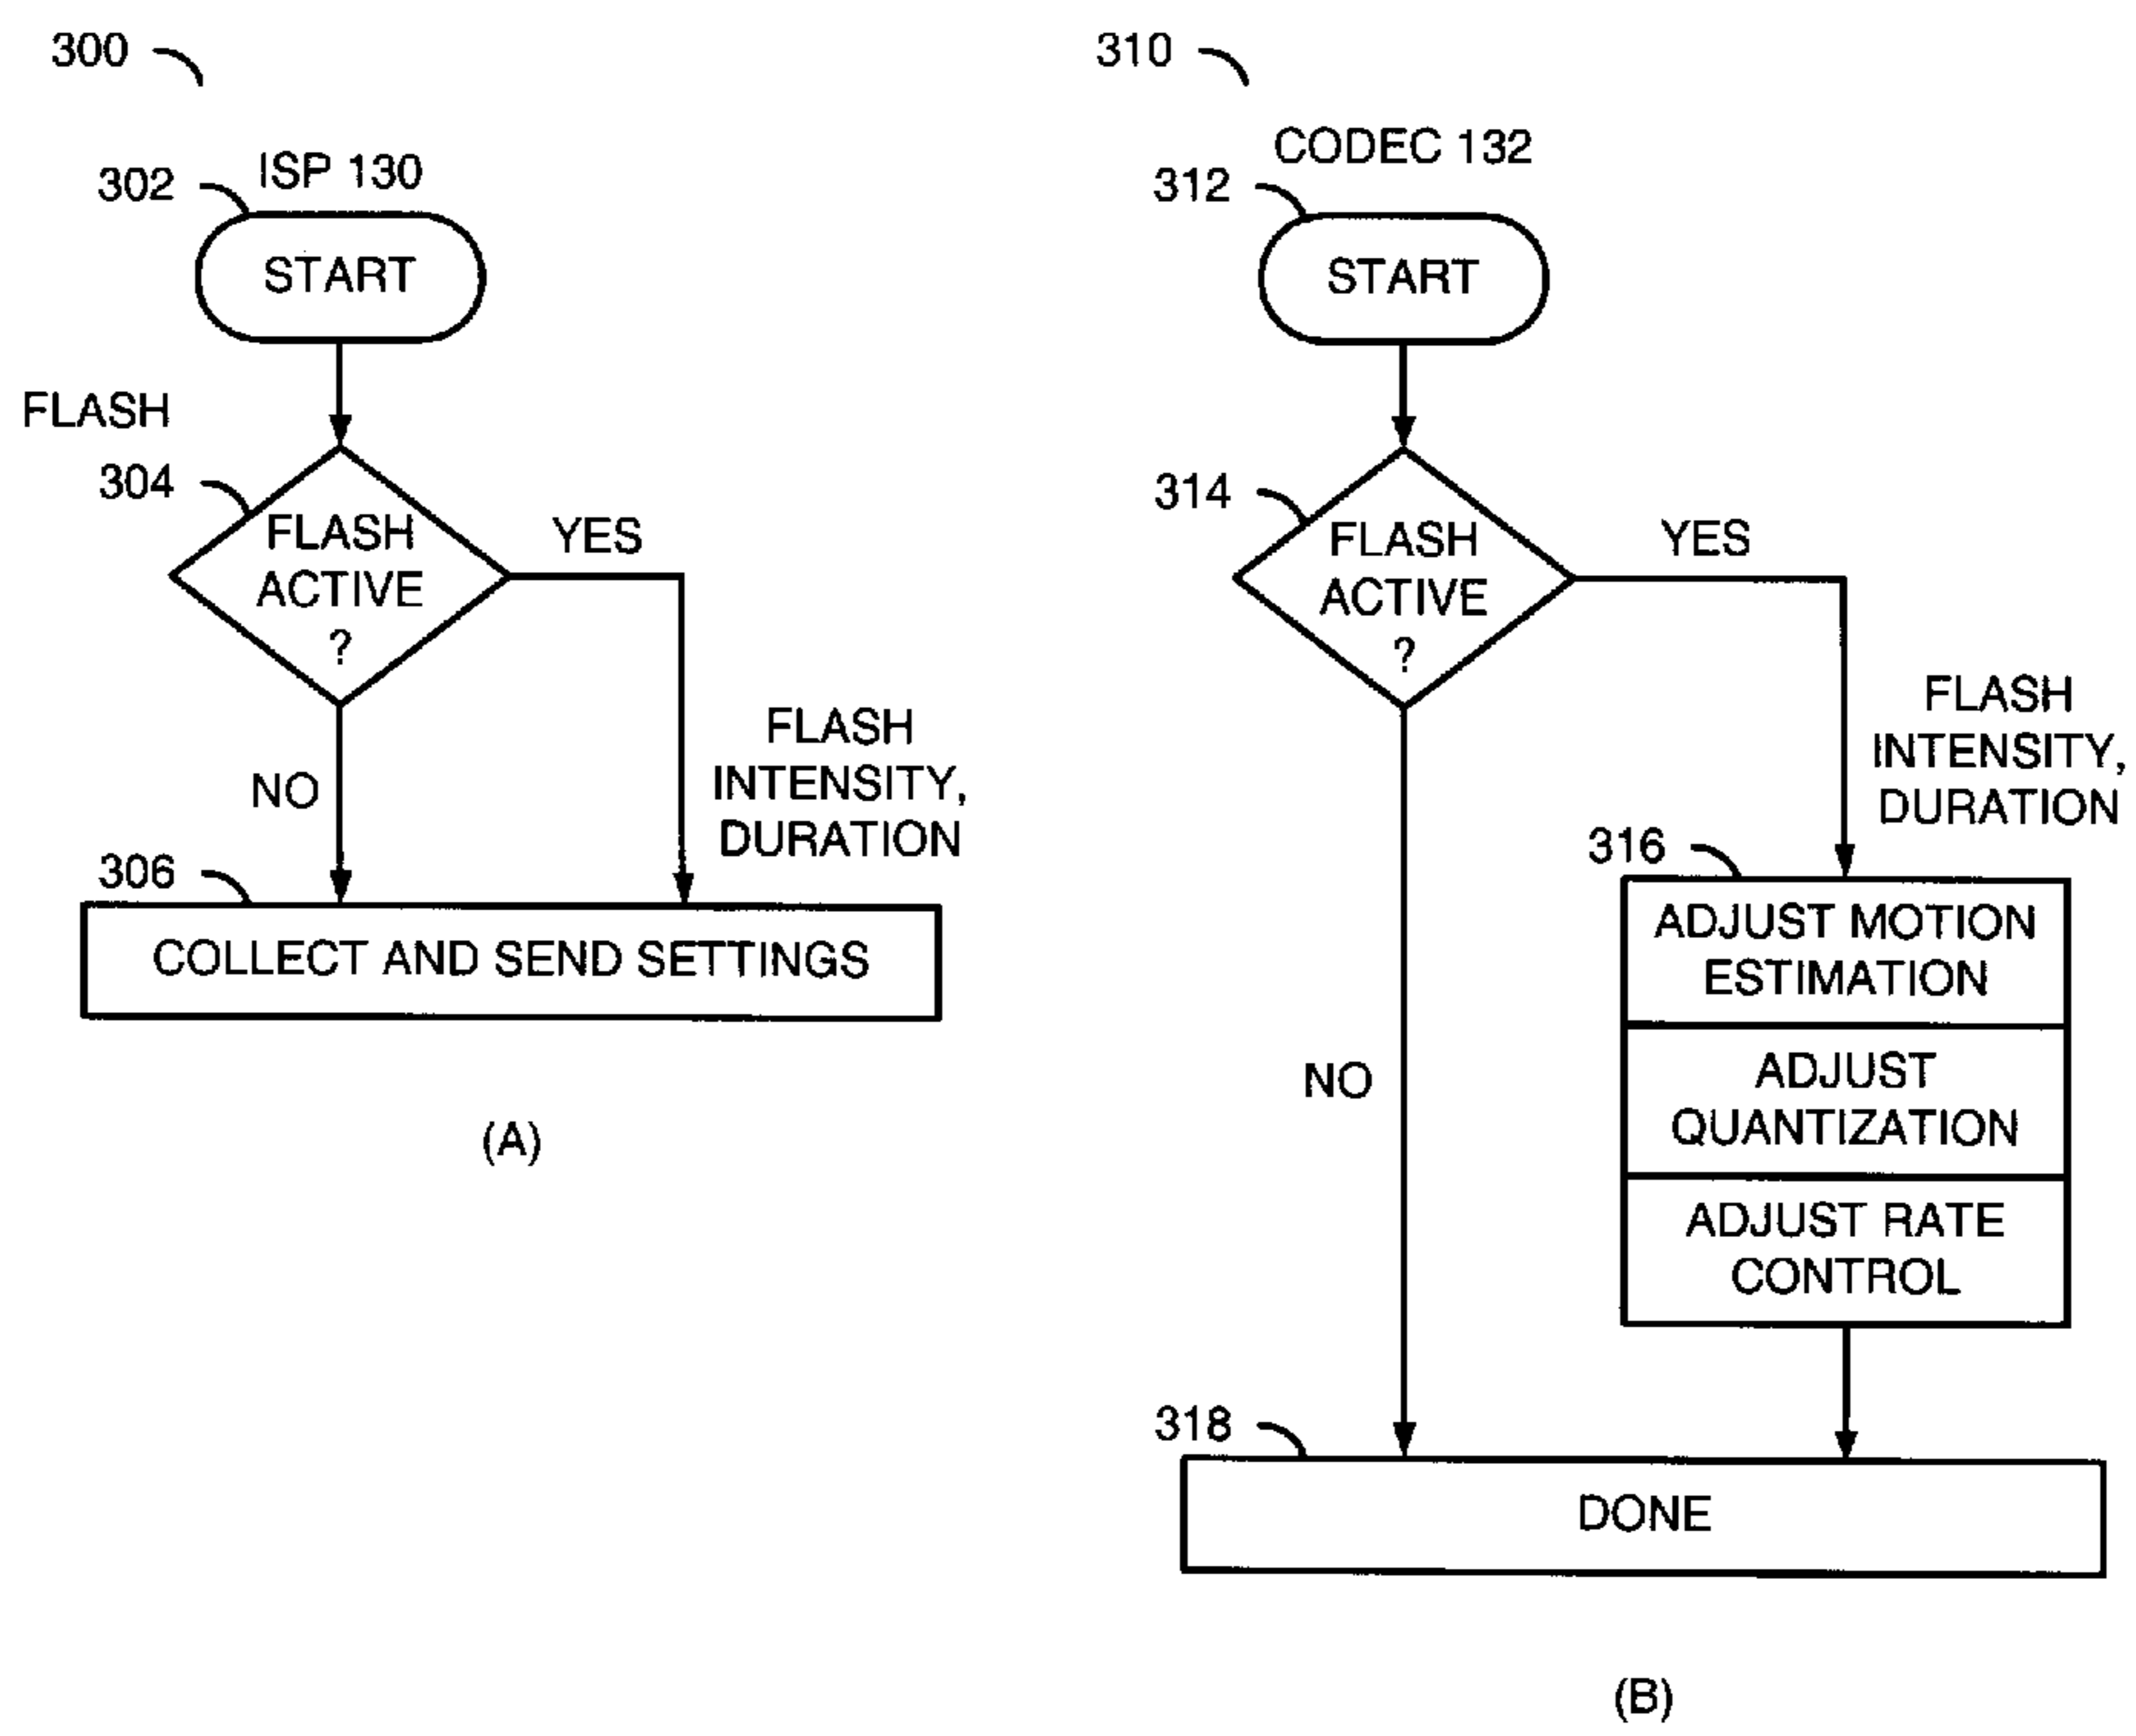 300
ISP 130
302
START
FLASH
304
FLASH
ACTIVE
?
YES
NO
FLASH
INTENSITY,
DURATION
306
COLLECT AND SEND SETTINGS
(A)
310
CODEC 132
312
START
314
FLASH
ACTIVE
?
YES
FLASH
INTENSITY,
DURATION
316
ADJUST MOTION
ESTIMATION
ADJUST
QUANTIZATION
ADJUST RATE
CONTROL
NO
318
DONE
(B)